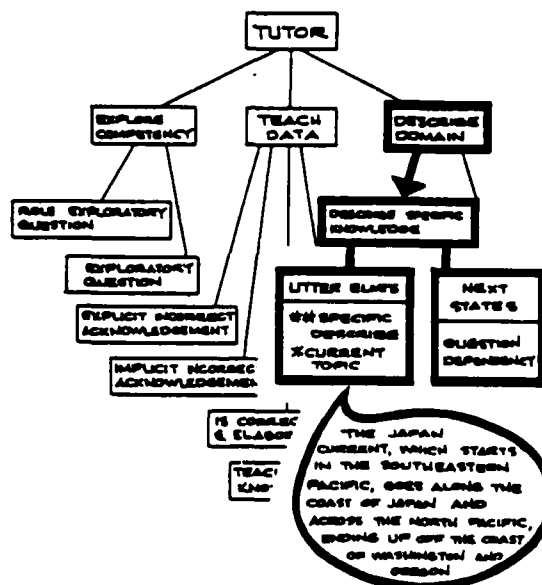 TUTOR
EXPLORE
COMPETENCY
TEACH
DATA
DESCRIBE
DOMAIN
DESCRIBE SPECIFIC
KNOWLEDGE
EXPLORATORY
QUESTION
EXPLORATORY
QUESTION
EXPLICIT INCORRECT
ACKNOWLEDGEMENT
IMPLICIT INCORREC
ACKNOWLEDGEMEN
IS CORREC
& ELABOR
TEAC
KNO
UTTER
##SPECIFIC
DESCRIBE
*CURRENT
TOPIC
NEXT
STATES
QUESTION
DEPENDENCY
THE JAPAN
CURRENT, WHICH STARTS
IN THE SOUTHEASTERN
PACIFIC, GOES ALONG THE
COAST OF JAPAN AND
ACROSS THE NORTH PACIFIC,
ENDING UP OFF THE COAST
OF WASHINGTON AND
OREGON